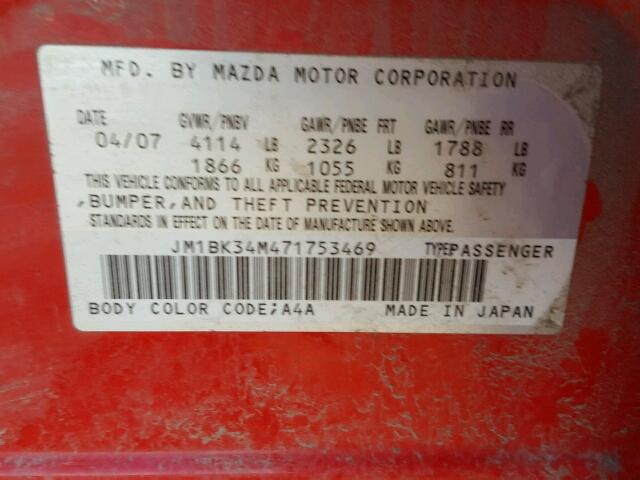 MFD. BY MAZDA MOTOR CORPORATION
DATE GVWR/PNBV GAWR/PNBE FRT GAWR/PNBE RR
04/07 4114 LB 2326 LB 1788 LB
1866 KG 1055 KG 811 KG
THIS VEHICLE CONFORMS TO ALL APPLICABLE FEDERAL MOTOR VEHICLE SAFETY
,BUMPER,AND THEFT PREVENTION
STANDARDS IN EFFECT ON THE DATE OF MANUFACTURE SHOWN ABOVE.
JM1BK34M471753469 TYPEPASSENGER
BODY COLOR CODE;A4A MADE IN JAPAN